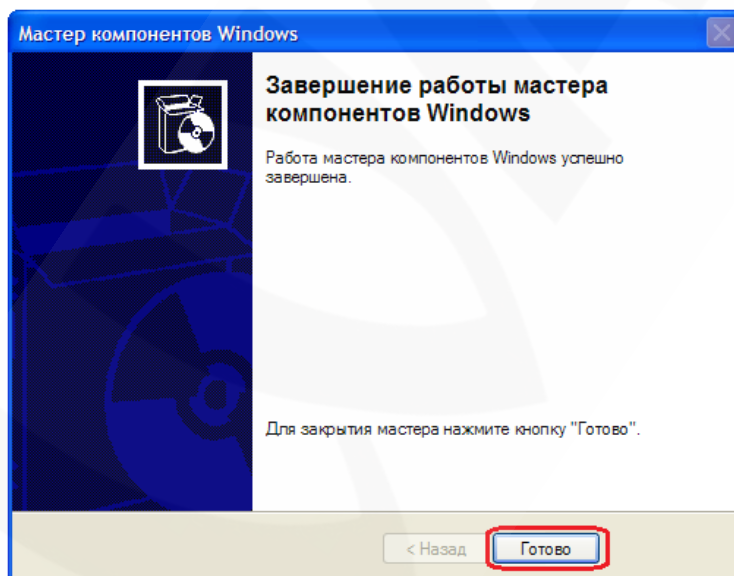 Мастер компонентов Windows
Завершение работы мастера
компонентов Windows
Работа мастера компонентов Windows успешно
завершена.
Для закрытия мастера нажмите кнопку "Готово".
< Назад
Готово